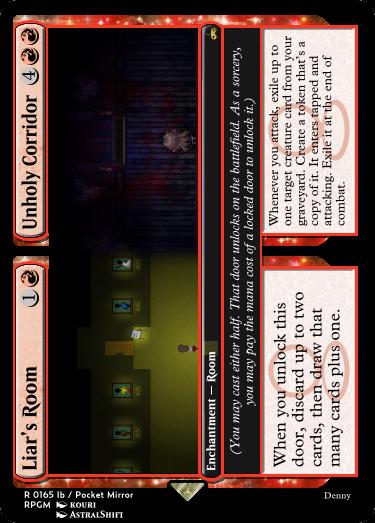 Liar's Room
1
When you unlock this
door, discard up to two
cards, then draw that
many cards plus one.
Unholy Corridor
4
Whenever you attack, exile up to
one target creature card from your
graveyard. Create a token that's a
copy of it. It enters tapped and
attacking. Exile it at the end of
combat.
Enchantment — Room
(You may cast either half. That door unlocks on the battlefield. As a sorcery,
you may pay the mana cost of a locked door to unlock it.)
R 0165 Ib / Pocket Mirror
RPGM KOURI
ASTRALSHIFT
Denny